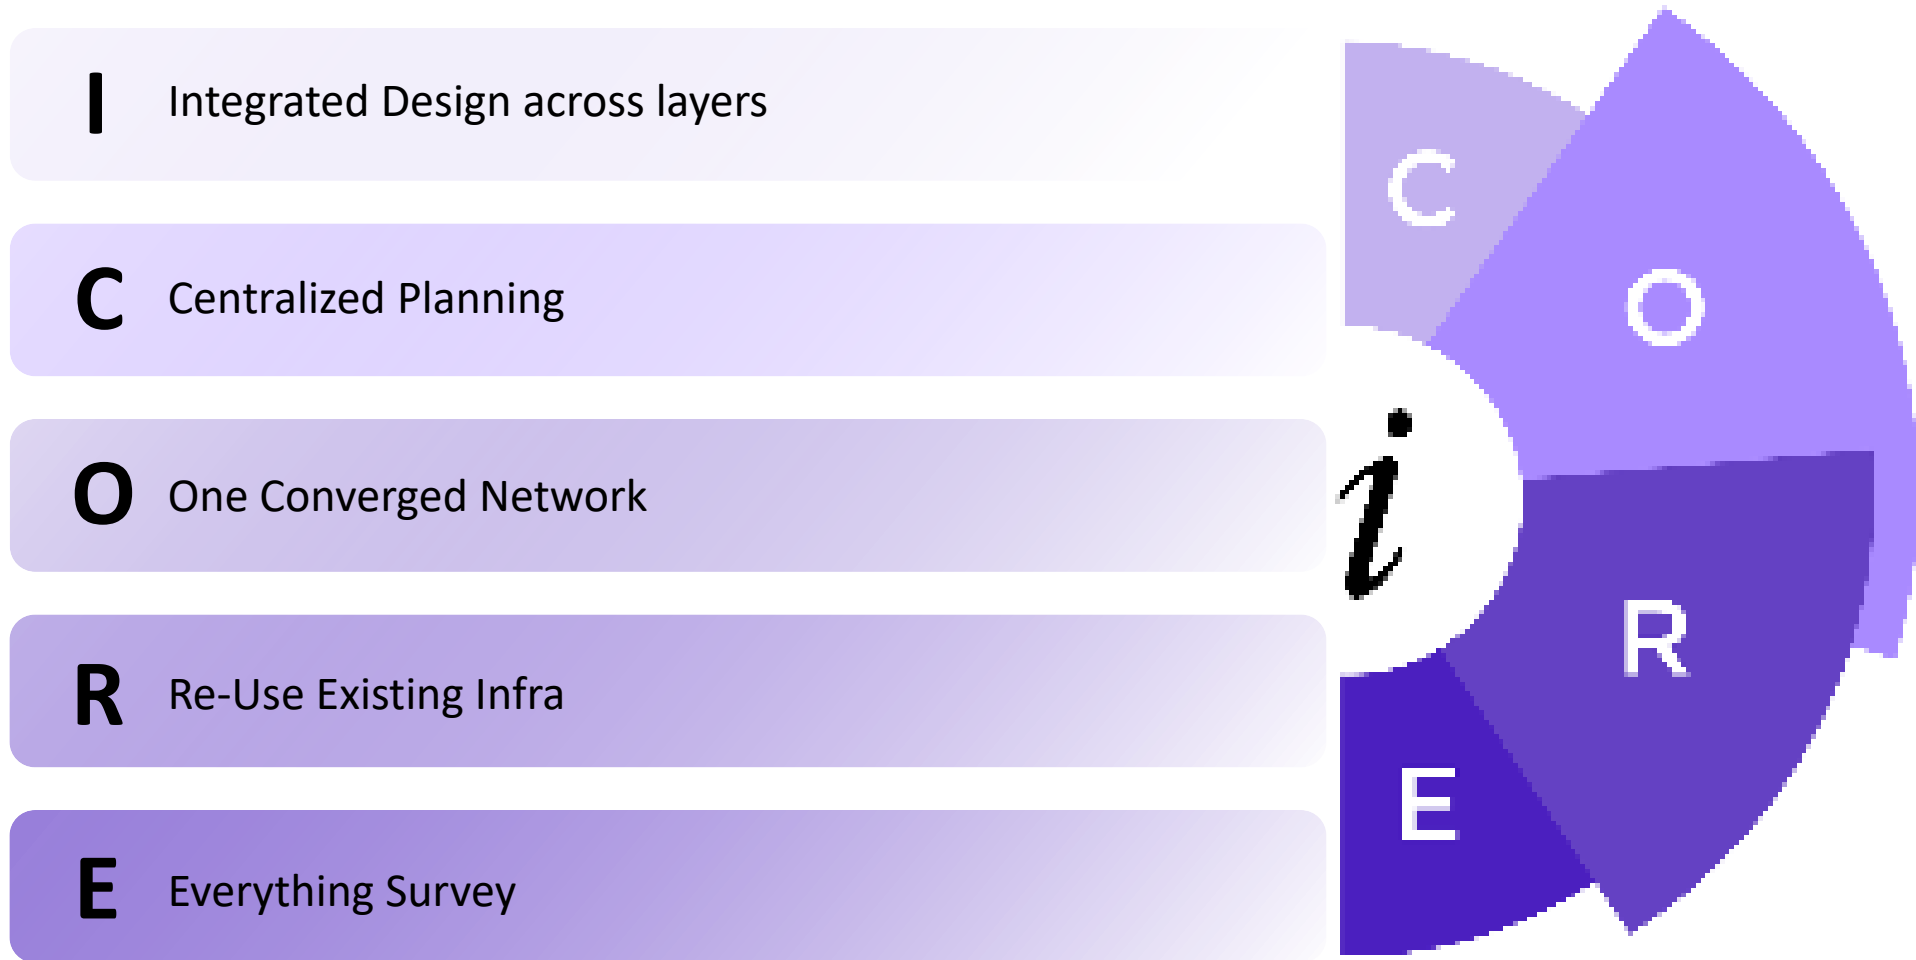 I Integrated Design across layers
C Centralized Planning
O One Converged Network
R Re-Use Existing Infra
E Everything Survey
C
O
i
R
E